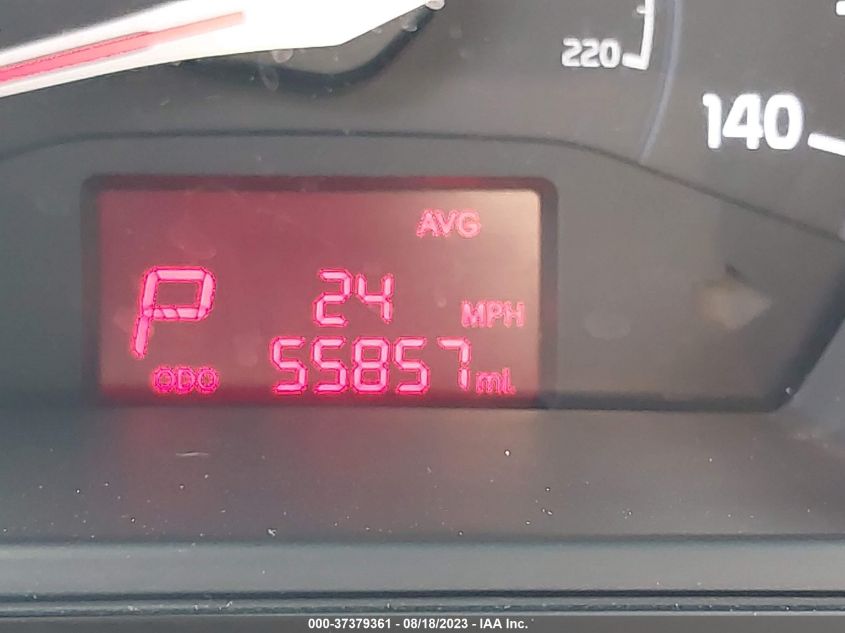 220
140
AVG
P 24 MPH
ODO 55857 mi.
000-37379361 - 08/18/2023 - IAA Inc.